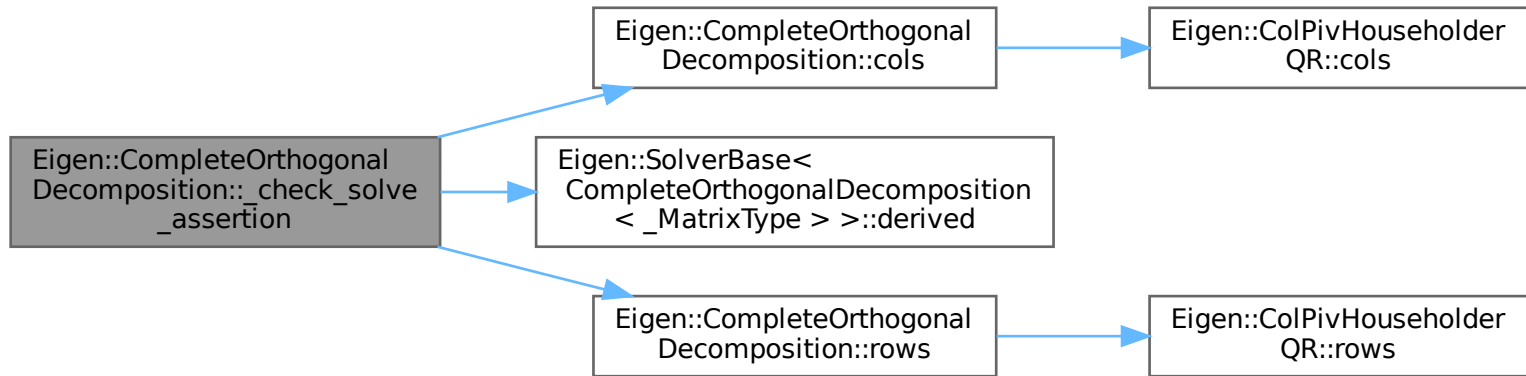 Eigen::CompleteOrthogonal
Decomposition::cols
Eigen::ColPivHouseholder
QR::cols
Eigen::CompleteOrthogonal
Decomposition::_check_solve
_assertion
Eigen::SolverBase<
CompleteOrthogonalDecomposition
< _MatrixType > >::derived
Eigen::CompleteOrthogonal
Decomposition::rows
Eigen::ColPivHouseholder
QR::rows